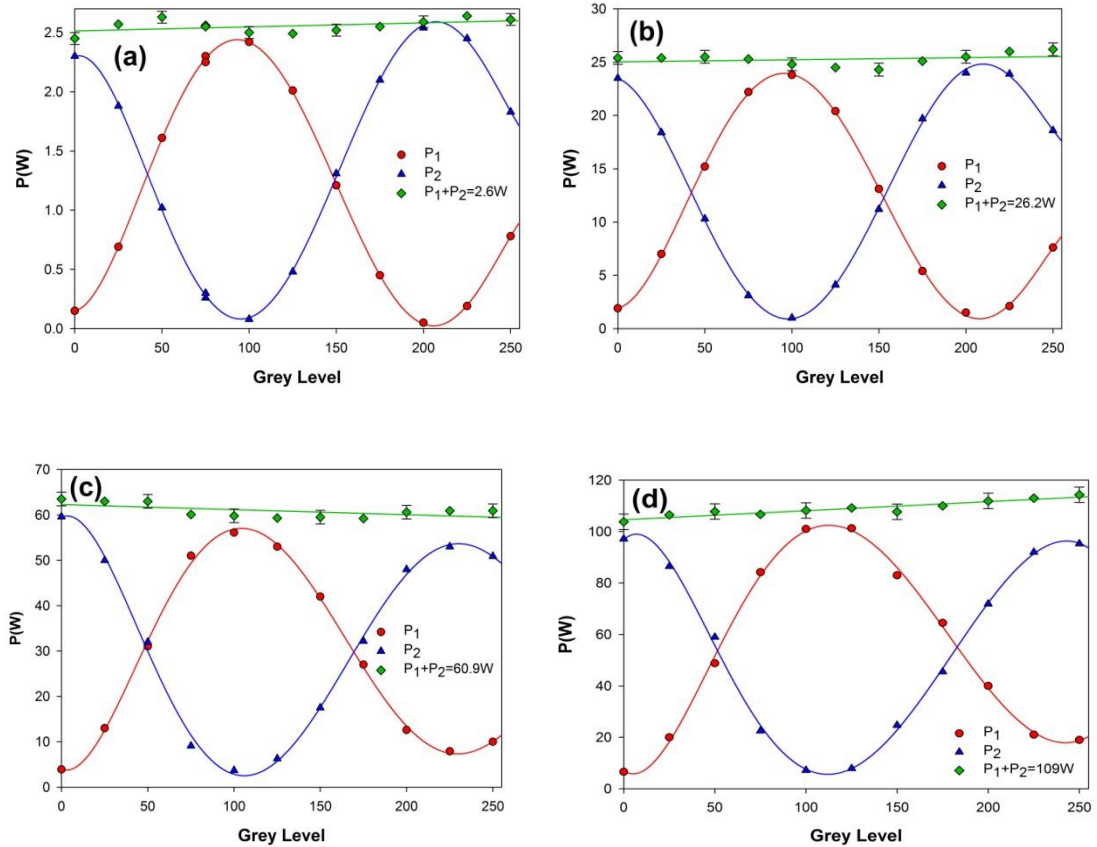 (a)
3.0
2.5
2.0
1.5
1.0
0.5
0.0
P(W)
P1
P2
P1+P2=2.6W
0 50 100 150 200 250
Grey Level
(b)
30
25
20
15
10
5
0
P(W)
P1
P2
P1+P2=26.2W
0 50 100 150 200 250
Grey Level
(c)
70
60
50
40
30
20
10
0
P(W)
P1
P2
P1+P2=60.9W
0 50 100 150 200 250
Grey Level
(d)
120
100
80
60
40
20
0
P(W)
P1
P2
P1+P2=109W
0 50 100 150 200 250
Grey Level